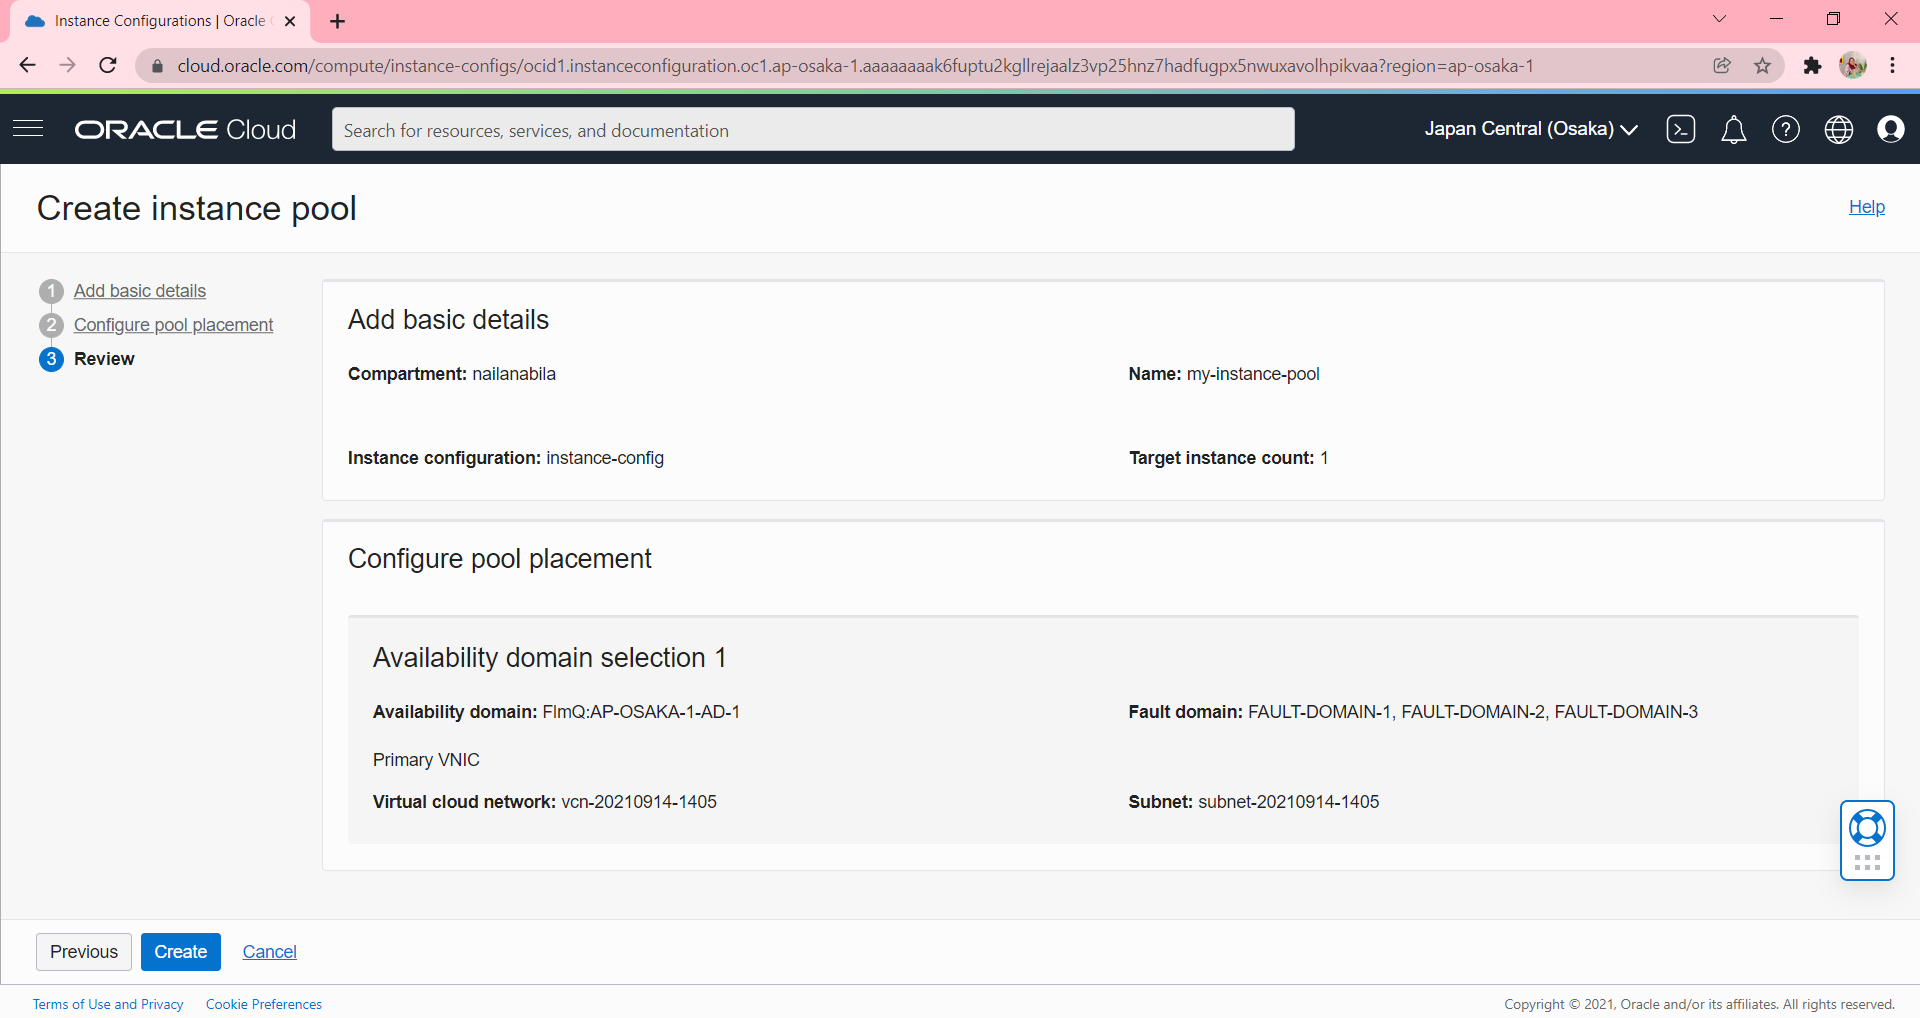 Instance Configurations | Oracle
cloud.oracle.com/compute/instance-configs/ocid1.instanceconfiguration.oc1.ap-osaka-1.aaaaaaaak6fuptu2kgllrejaalz3vp25hnz7hadfugpx5nwuxavolhpikvaa?region=ap-osaka-1
ORACLE Cloud
Search for resources, services, and documentation
Japan Central (Osaka)
Create instance pool
Help
1 Add basic details
2 Configure pool placement
3 Review
Add basic details
Compartment: nailanabila
Name: my-instance-pool
Instance configuration: instance-config
Target instance count: 1
Configure pool placement
Availability domain selection 1
Availability domain: FlmQ:AP-OSAKA-1-AD-1
Fault domain: FAULT-DOMAIN-1, FAULT-DOMAIN-2, FAULT-DOMAIN-3
Primary VNIC
Virtual cloud network: vcn-20210914-1405
Subnet: subnet-20210914-1405
Previous
Create
Cancel
Terms of Use and Privacy
Cookie Preferences
Copyright © 2021, Oracle and/or its affiliates. All rights reserved.